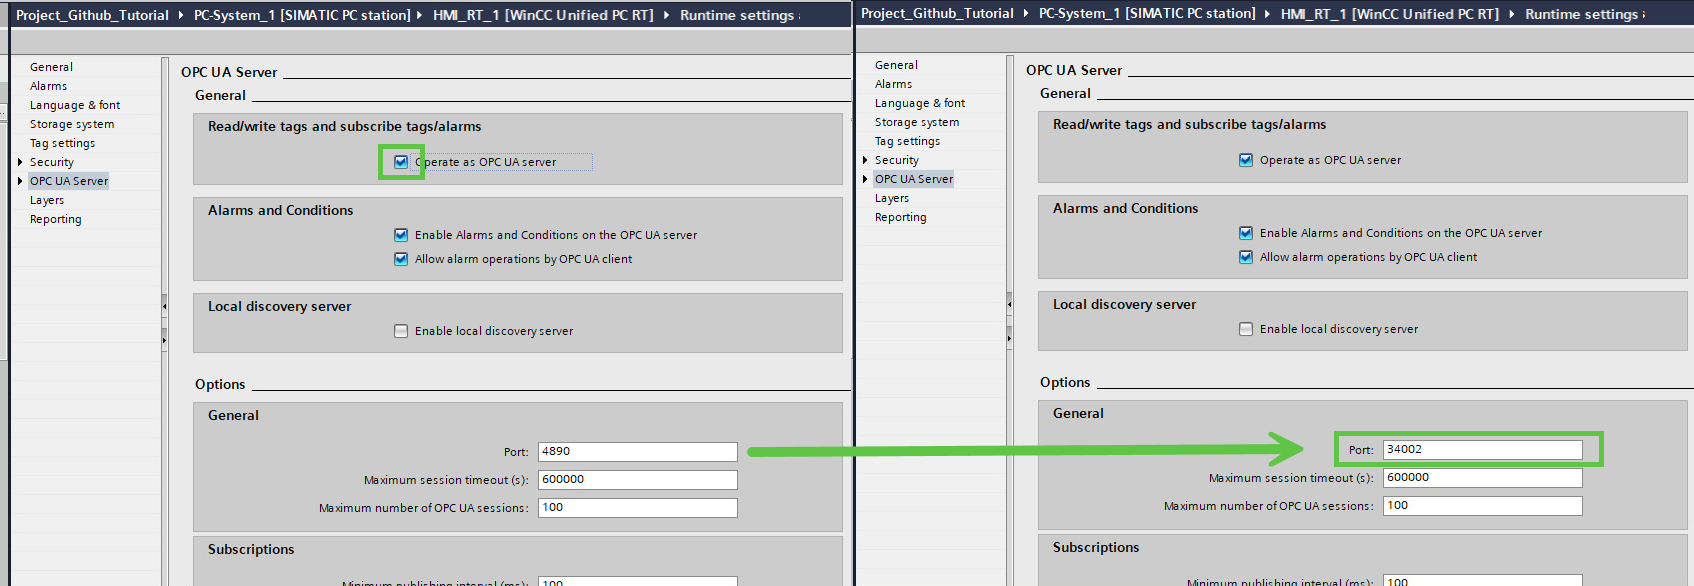 Project_Github_Tutorial PC-System_1 [SIMATIC PC station] HMI_RT_1 [WinCC Unified PC RT] Runtime settings
General
Alarms
Language & font
Storage system
Tag settings
Security
OPC UA Server
Layers
Reporting
OPC UA Server
General
Read/write tags and subscribe tags/alarms
Operate as OPC UA server
Alarms and Conditions
Enable Alarms and Conditions on the OPC UA server
Allow alarm operations by OPC UA client
Local discovery server
Enable local discovery server
Options
General
Port: 4890
Maximum session timeout (s): 600000
Maximum number of OPC UA sessions: 100
Subscriptions
Minimum publishing interval (ms): 100
Project_Github_Tutorial PC-System_1 [SIMATIC PC station] HMI_RT_1 [WinCC Unified PC RT] Runtime settings
General
Alarms
Language & font
Storage system
Tag settings
Security
OPC UA Server
Layers
Reporting
OPC UA Server
General
Read/write tags and subscribe tags/alarms
Operate as OPC UA server
Alarms and Conditions
Enable Alarms and Conditions on the OPC UA server
Allow alarm operations by OPC UA client
Local discovery server
Enable local discovery server
Options
General
Port: 34002
Maximum session timeout (s): 600000
Maximum number of OPC UA sessions: 100
Subscriptions
Minimum publishing interval (ms): 100